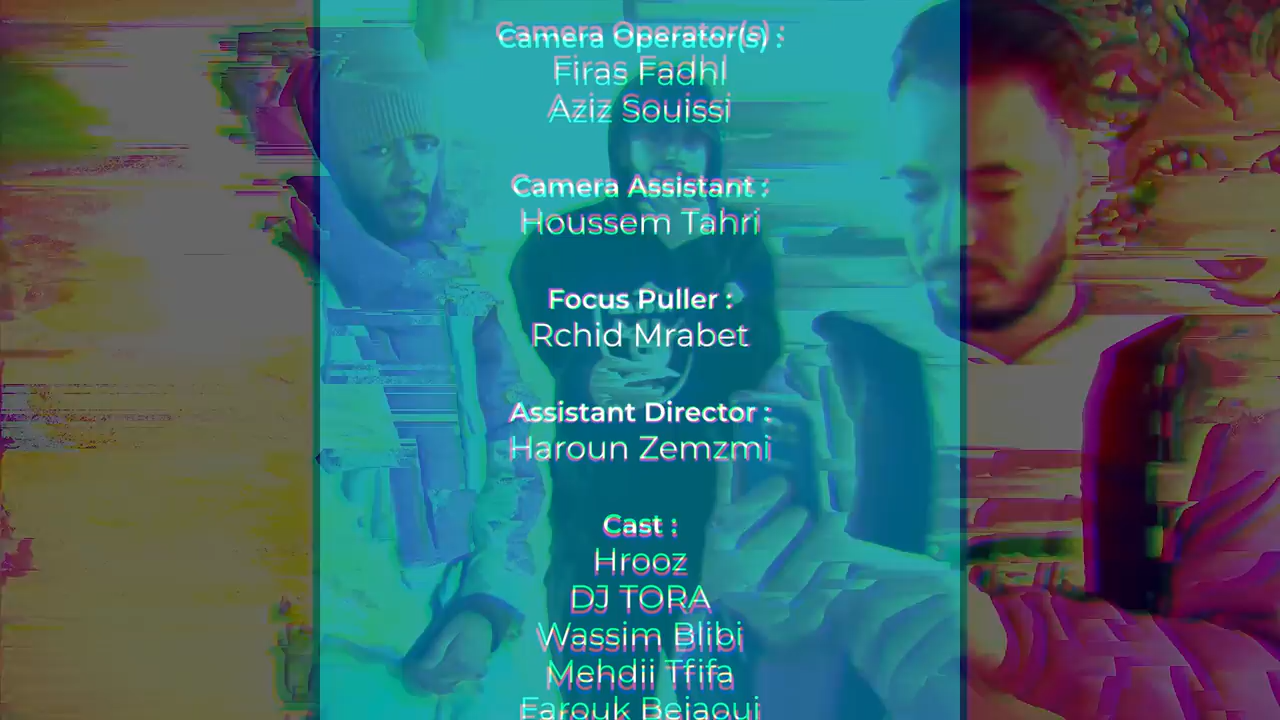 Camera Operator(s) :
Firas Fadhl
Aziz Souissi
Camera Assistant :
Houssem Tahri
Focus Puller :
Rchid Mrabet
Assistant Director :
Haroun Zemzmi
Cast :
Hrooz
DJ TORA
Wassim Blibi
Mehdii Tfifa
Farouk Bejaoui